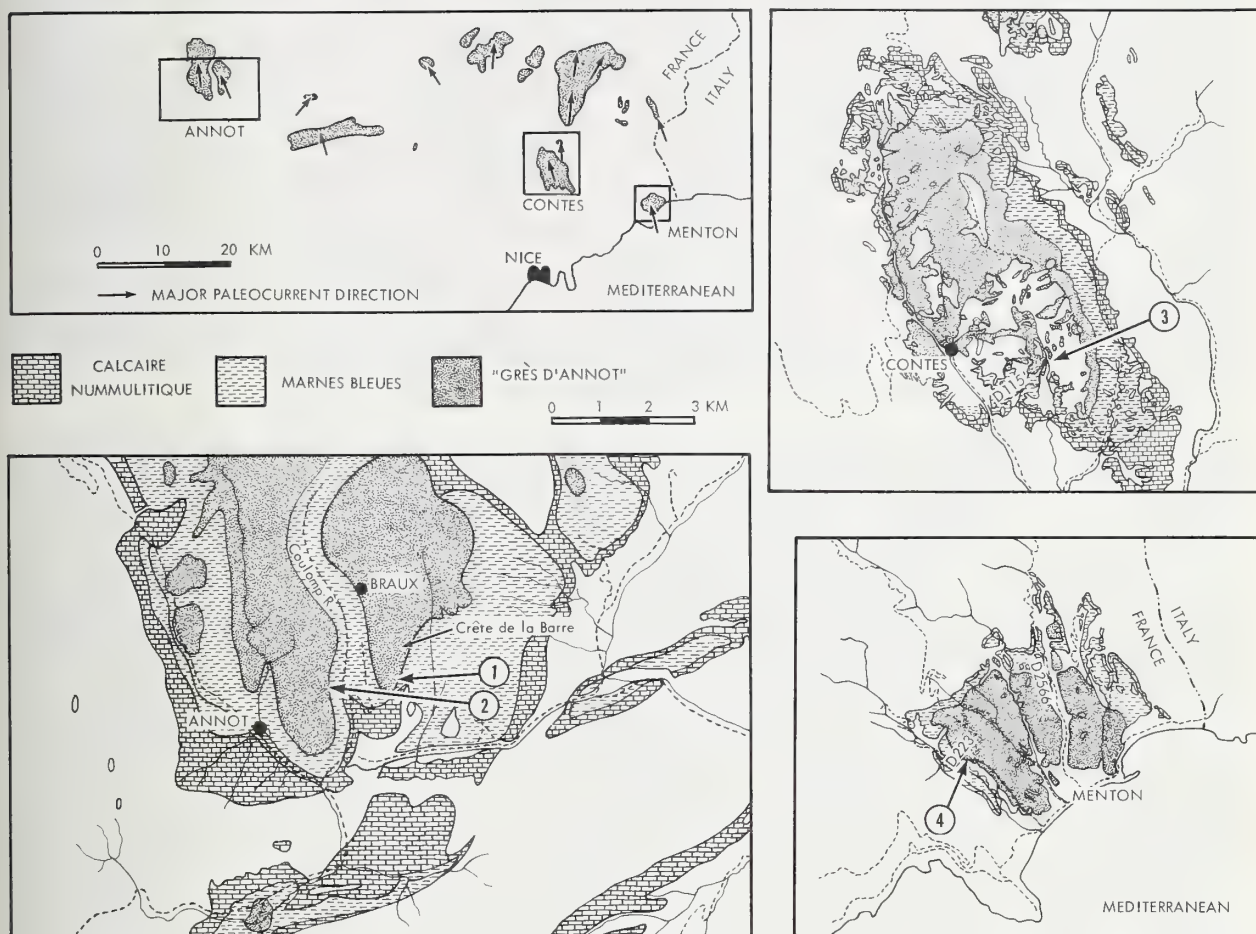 FRANCE
ITALY
ANNOT
CONTES
MENTON
NICE
MEDITERRANEAN
0 10 20 KM
MAJOR PALEOCURRENT DIRECTION
CALCAIRE
NUMMULITIQUE
MARNES BLEUES
"GRÈS D'ANNOT"
0 1 2 3 KM
Coulomp R.
BRAUX
Crête de la Barre
1
2
ANNOT
3
CONTES
D115
FRANCE
ITALY
D2566
MENTON
4
MEDITERRANEAN